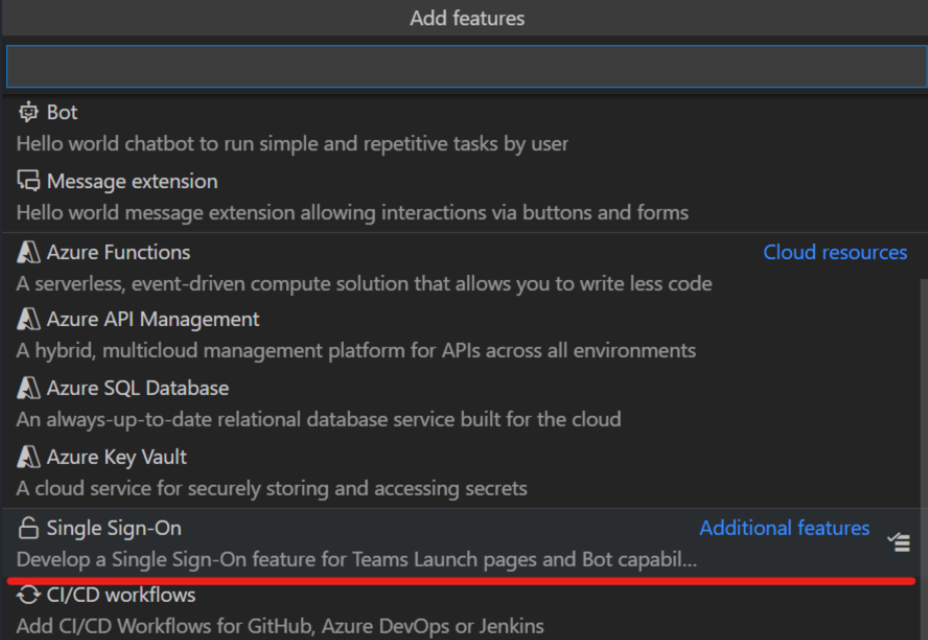 Add features
Bot
Hello world chatbot to run simple and repetitive tasks by user
Message extension
Hello world message extension allowing interactions via buttons and forms
Azure Functions Cloud resources
A serverless, event-driven compute solution that allows you to write less code
Azure API Management
A hybrid, multicloud management platform for APIs across all environments
Azure SQL Database
An always-up-to-date relational database service built for the cloud
Azure Key Vault
A cloud service for securely storing and accessing secrets
Single Sign-On Additional features
Develop a Single Sign-On feature for Teams Launch pages and Bot capabil...
CI/CD workflows
Add CI/CD Workflows for GitHub, Azure DevOps or Jenkins